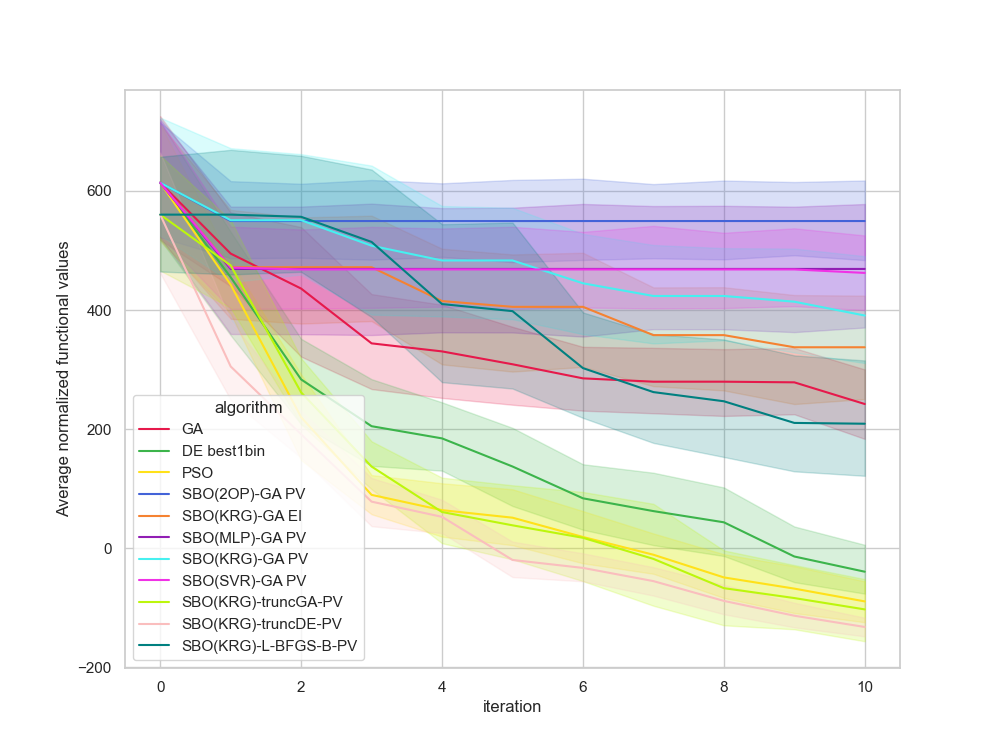 Average normalized functional values
600
400
200
0
−200
algorithm
GA
DE best1bin
PSO
SBO(2OP)-GA PV
SBO(KRG)-GA EI
SBO(MLP)-GA PV
SBO(KRG)-GA PV
SBO(SVR)-GA PV
SBO(KRG)-truncGA-PV
SBO(KRG)-truncDE-PV
SBO(KRG)-L-BFGS-B-PV
0 2 4 6 8 10
iteration